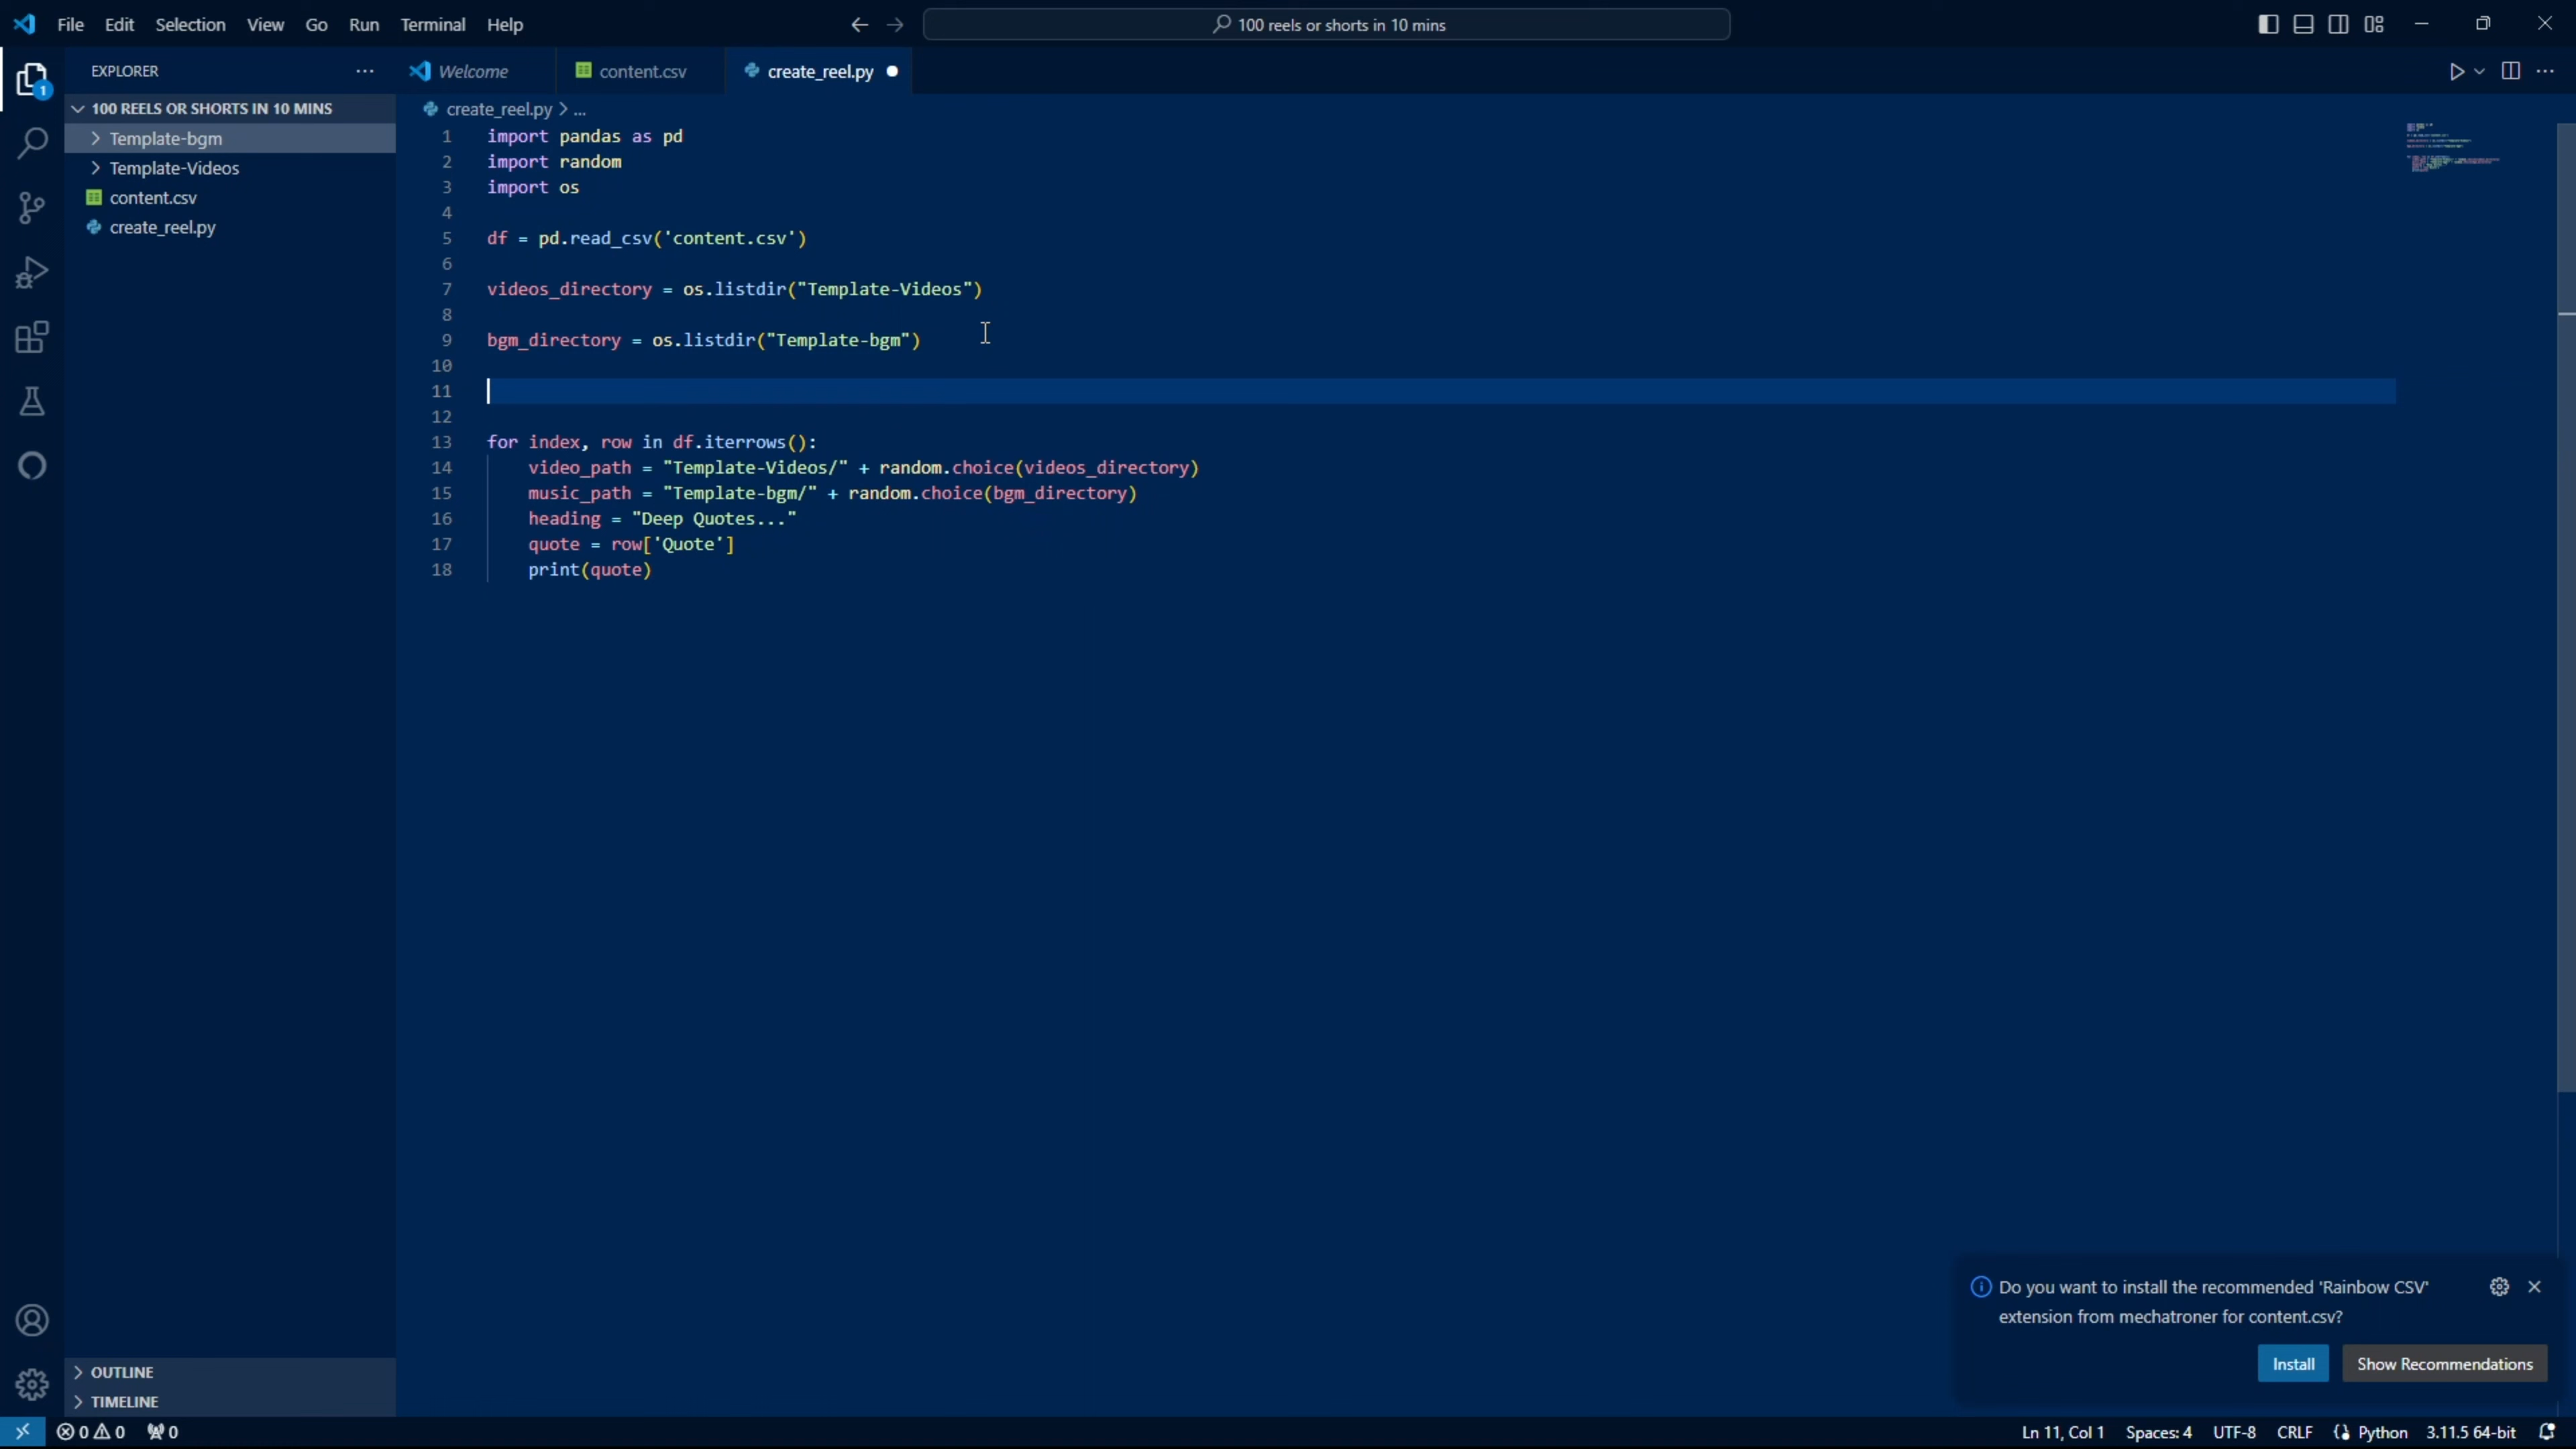 File Edit Selection View Go Run Terminal Help
100 reels or shorts in 10 mins
EXPLORER
Welcome
content.csv
create_reel.py
1
100 REELS OR SHORTS IN 10 MINS
Template-bgm
Template-Videos
content.csv
create_reel.py
create_reel.py > ...
1 import pandas as pd
2 import random
3 import os
4
5 df = pd.read_csv('content.csv')
6
7 videos_directory = os.listdir("Template-Videos")
8
9 bgm_directory = os.listdir("Template-bgm")
10
11
12
13 for index, row in df.iterrows():
14 video_path = "Template-Videos/" + random.choice(videos_directory)
15 music_path = "Template-bgm/" + random.choice(bgm_directory)
16 heading = "Deep Quotes..."
17 quote = row['Quote']
18 print(quote)
Do you want to install the recommended 'Rainbow CSV'
extension from mechatroner for content.csv?
Install
Show Recommendations
OUTLINE
TIMELINE
0 0 0
Ln 11, Col 1 Spaces: 4 UTF-8 CRLF Python 3.11.5 64-bit